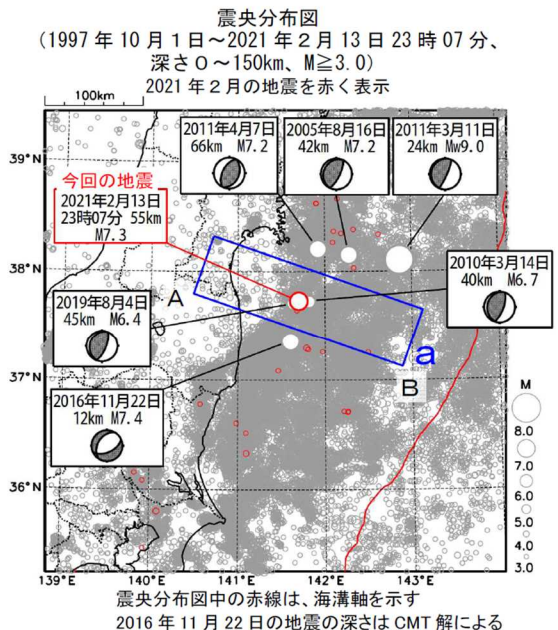 震央分布図
（1997年10月1日～2021年2月13日23時07分、
深さ0～150km、M≧3.0）
2021年2月の地震を赤く表示
100km
2011年4月7日
66km M7.2
2005年8月16日
42km M7.2
2011年3月11日
24km Mw9.0
今回の地震
2021年2月13日
23時07分 55km
M7.3
2010年3月14日
40km M6.7
2019年8月4日
45km M6.4
2016年11月22日
12km M7.4
A
a
B
39°N
38°N
37°N
36°N
139°E
140°E
141°E
142°E
143°E
M
8.0
7.0
6.0
5.0
4.0
3.0
震央分布図中の赤線は、海溝軸を示す
2016年11月22日の地震の深さはCMT解による